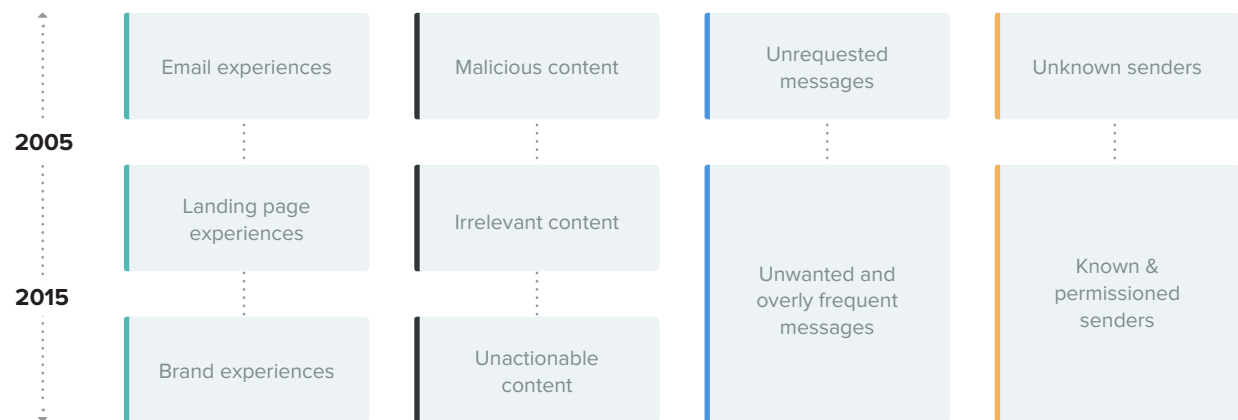 Email experiences
Malicious content
Unrequested
messages
Unknown senders
2005
Landing page
experiences
Irrelevant content
Unwanted and
overly frequent
messages
Known &
permissioned
senders
2015
Brand experiences
Unactionable
content